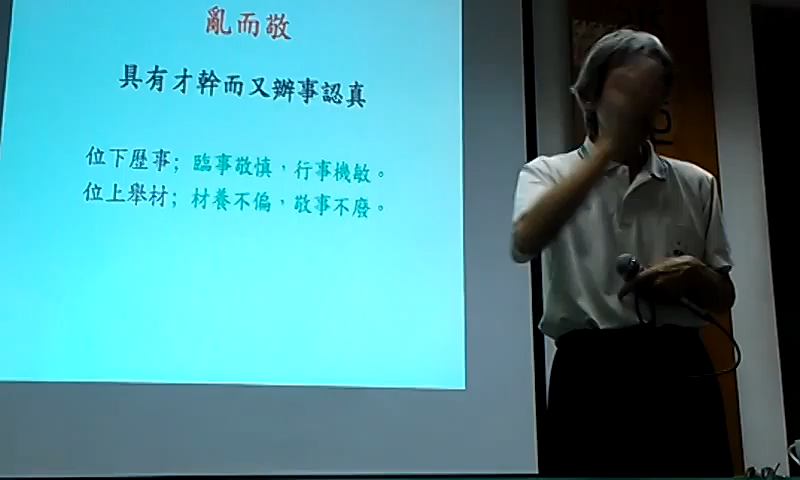 亂而敬
具有才幹而又辦事認真
位下歷事；臨事敬慎，行事機敏。
位上舉材；材養不偏，敬事不廢。